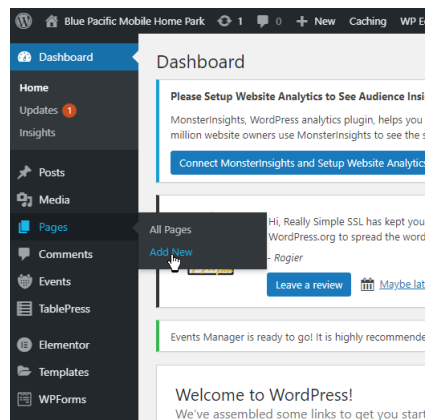 Blue Pacific Mobile Home Park 1 0 + New Caching WP E
Dashboard
Home
Updates 1
Insights
Posts
Media
Pages
Comments
Events
TablePress
Elementor
Templates
WPForms
All Pages
Add New
Dashboard
Please Setup Website Analytics to See Audience Insi
MonsterInsights, WordPress analytics plugin, helps you
million website owners use MonsterInsights to see the s
Connect MonsterInsights and Setup Website Analytics
Hi, Really Simple SSL has kept you
WordPress.org to spread the word
- Rogier
Leave a review Maybe lat
Events Manager is ready to go! It is highly recommende
Welcome to WordPress!
We've assembled some links to get you start